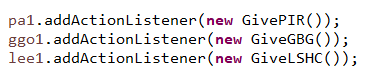 pa1.addActionListener(new GivePIR());
ggo1.addActionListener(new GiveGBG());
lee1.addActionListener(new GiveLSHC());